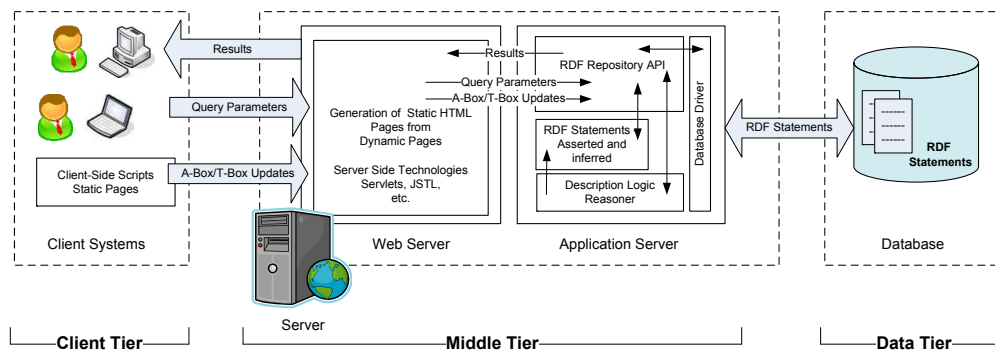 Results
Query Parameters
A-Box/T-Box Updates
Client-Side Scripts
Static Pages
Client Systems
Generation of Static HTML
Pages from
Dynamic Pages
Server Side Technologies
Servlets, JSTL,
etc.
Web Server
Results
Query Parameters
A-Box/T-Box Updates
RDF Repository API
RDF Statements
Asserted and
inferred
Description Logic
Reasoner
Database Driver
Application Server
Server
RDF Statements
RDF
Statements
Database
Client Tier
Middle Tier
Data Tier